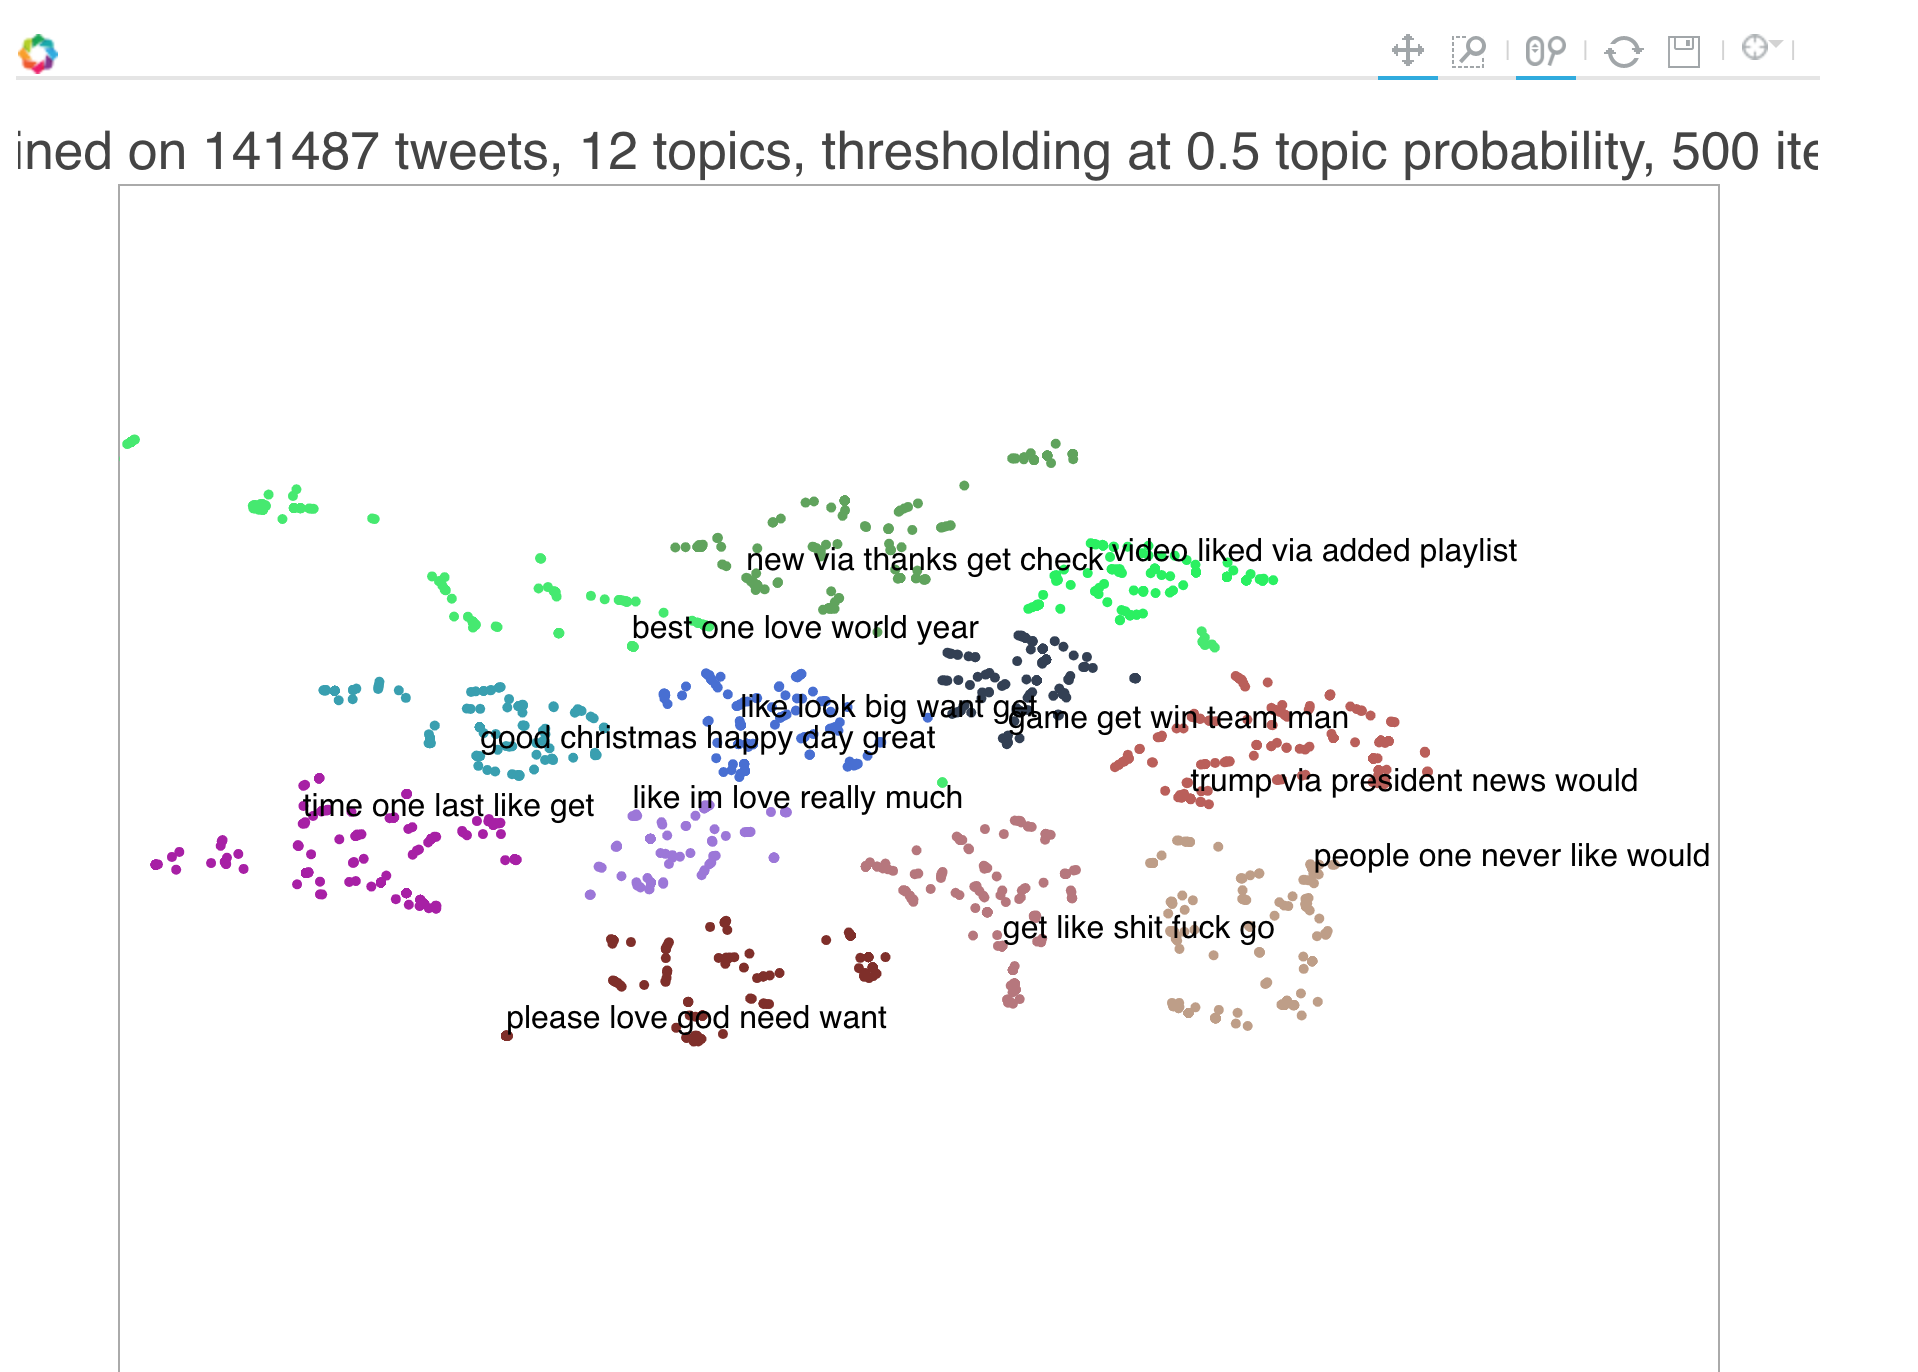 ined on 141487 tweets, 12 topics, thresholding at 0.5 topic probability, 500 ite
video liked via added playlist
new via thanks get check
best one love world year
like look big want get
game get win team man
good christmas happy day great
trump via president news would
like im love really much
time one last like get
people one never like would
get like shit fuck go
please love god need want